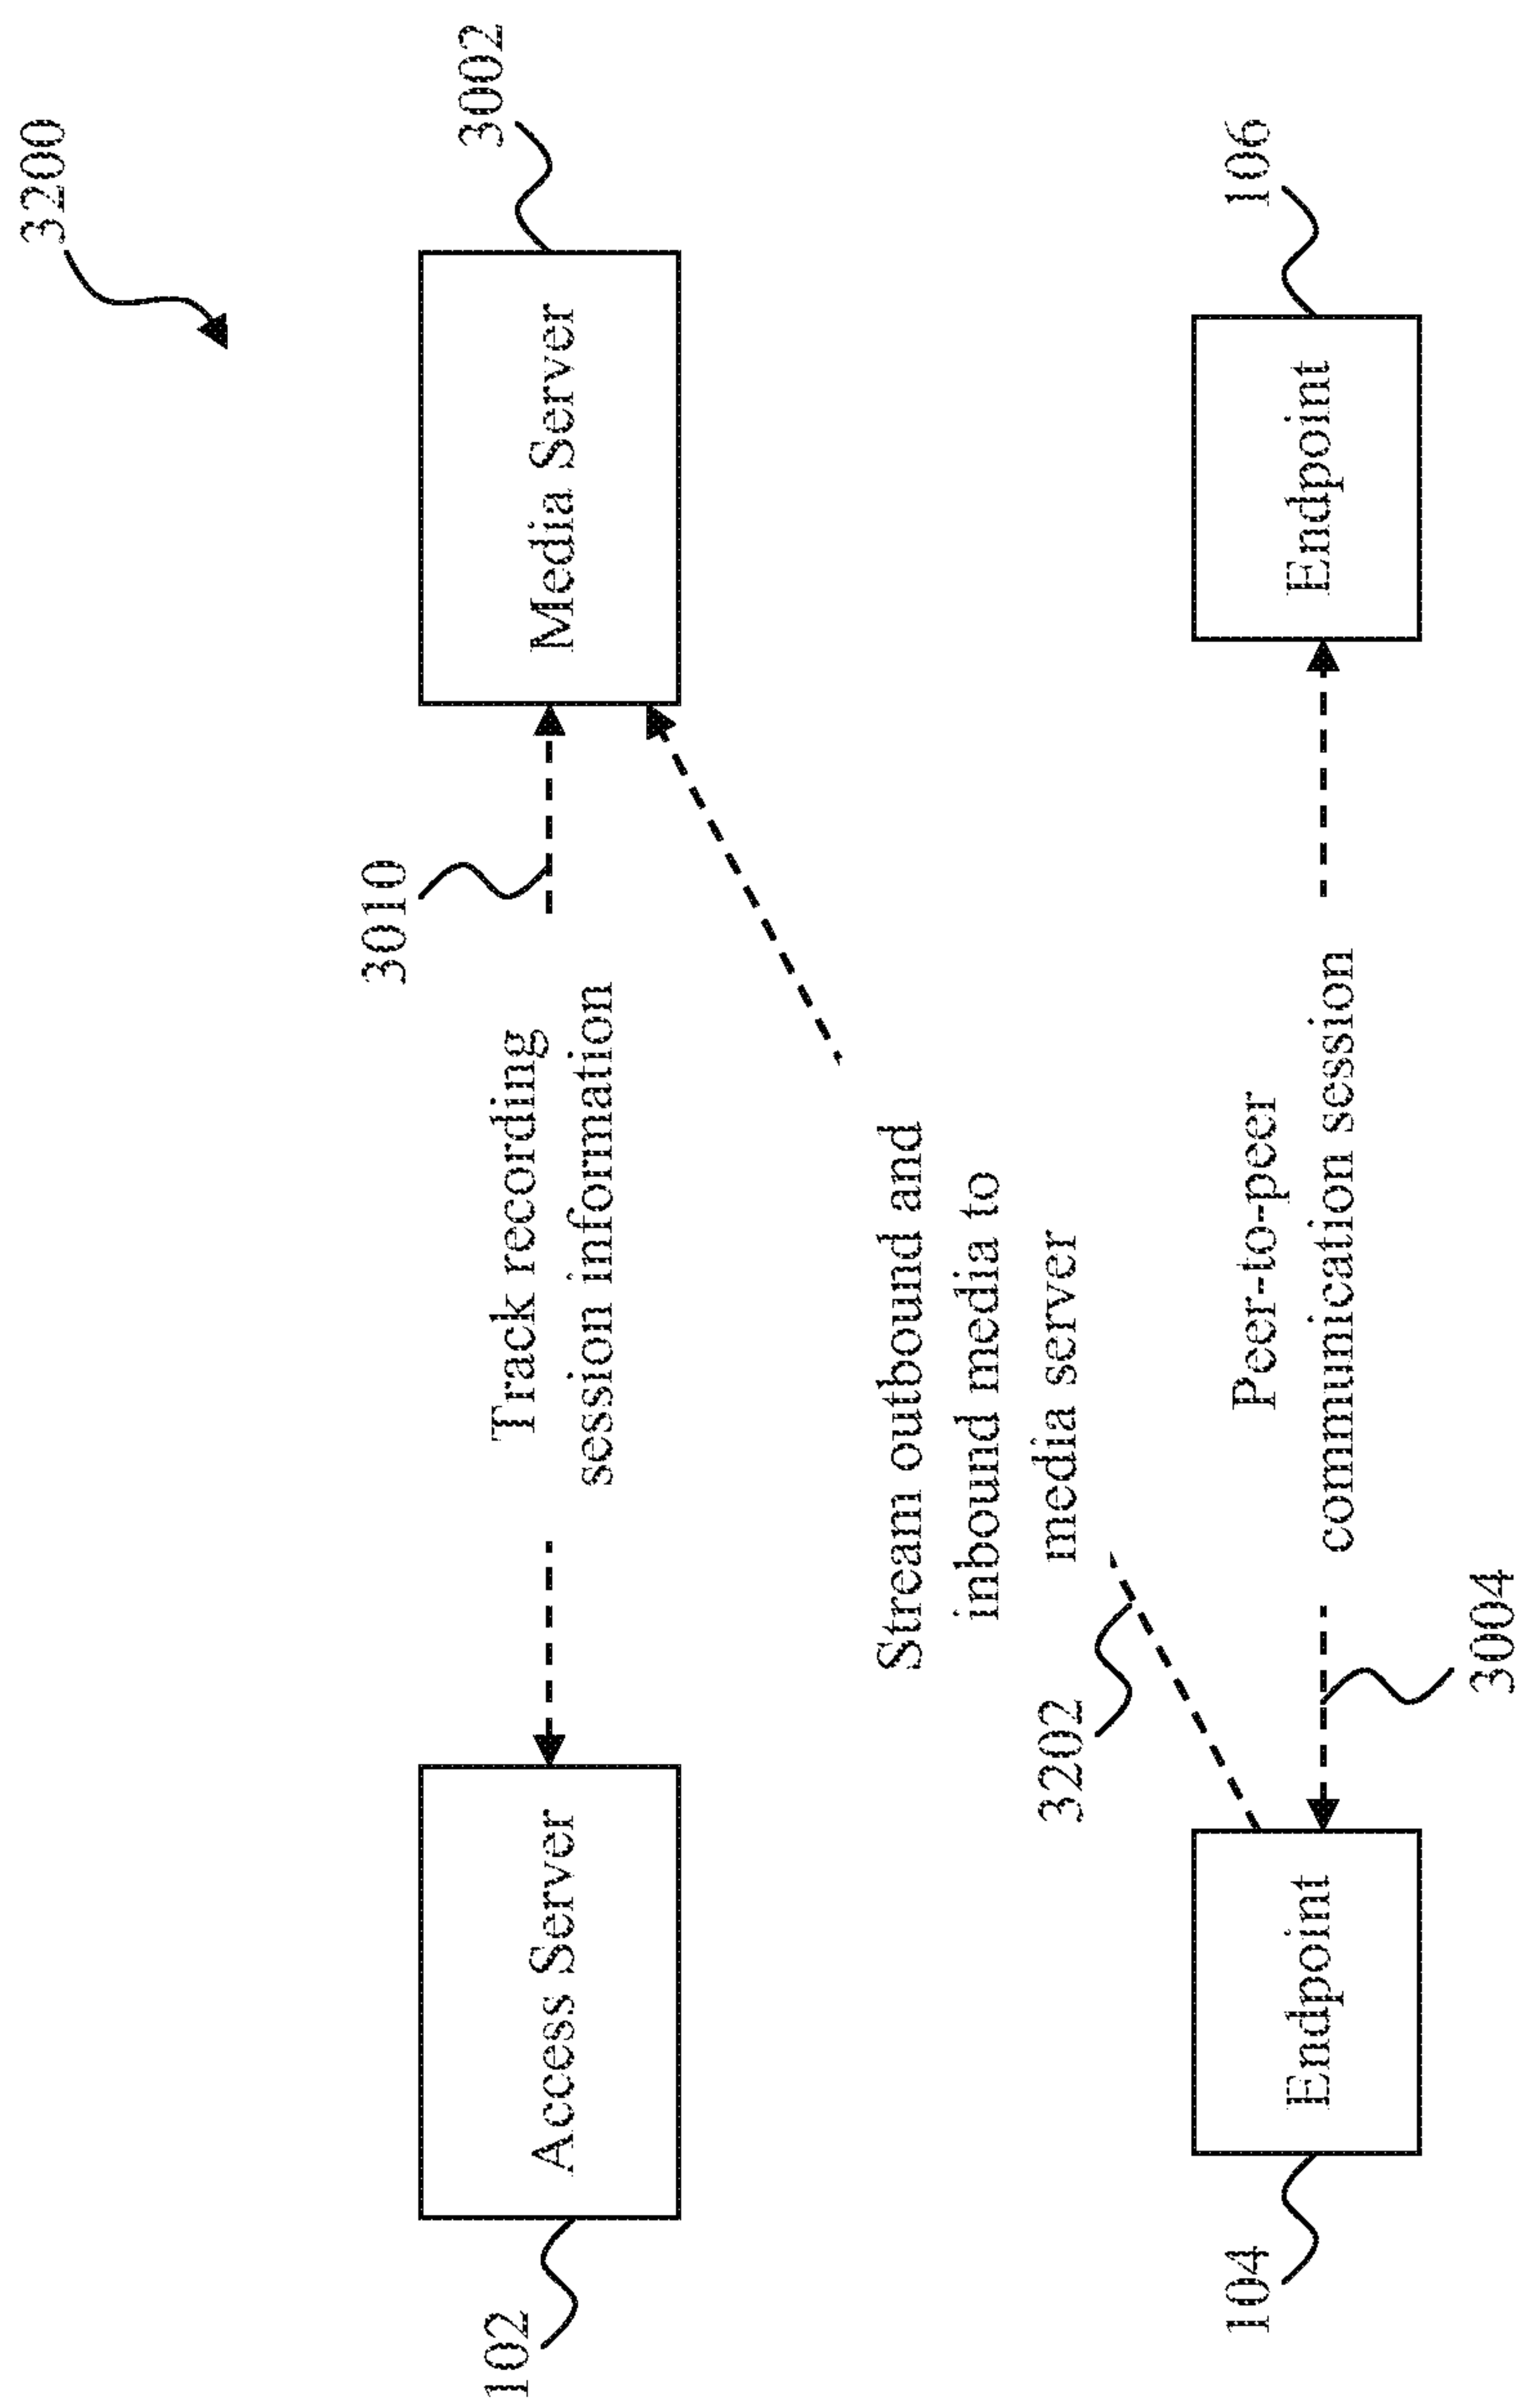 3200
102
Access Server
Track recording
session information
3010
Media Server
3002
Stream outbound and
inbound media to
media server
3202
104
Endpoint
Peer-to-peer
communication session
3004
Endpoint
106